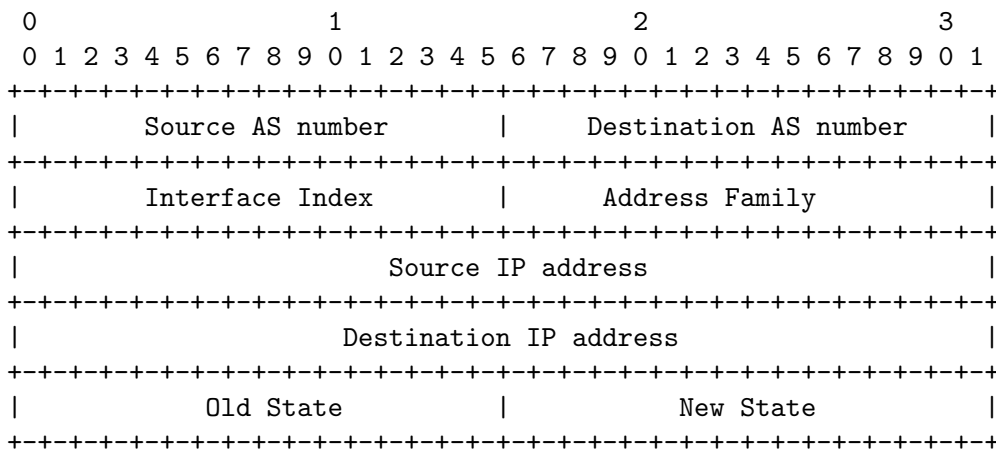 0                   1                   2                   3
0 1 2 3 4 5 6 7 8 9 0 1 2 3 4 5 6 7 8 9 0 1 2 3 4 5 6 7 8 9 0 1
+-+-+-+-+-+-+-+-+-+-+-+-+-+-+-+-+-+-+-+-+-+-+-+-+-+-+-+-+-+-+-+-+
|        Source AS number       |     Destination AS number     |
+-+-+-+-+-+-+-+-+-+-+-+-+-+-+-+-+-+-+-+-+-+-+-+-+-+-+-+-+-+-+-+-+
|        Interface Index        |      Address Family           |
+-+-+-+-+-+-+-+-+-+-+-+-+-+-+-+-+-+-+-+-+-+-+-+-+-+-+-+-+-+-+-+-+
|                        Source IP address                      |
+-+-+-+-+-+-+-+-+-+-+-+-+-+-+-+-+-+-+-+-+-+-+-+-+-+-+-+-+-+-+-+-+
|                     Destination IP address                    |
+-+-+-+-+-+-+-+-+-+-+-+-+-+-+-+-+-+-+-+-+-+-+-+-+-+-+-+-+-+-+-+-+
|            Old State          |           New State           |
+-+-+-+-+-+-+-+-+-+-+-+-+-+-+-+-+-+-+-+-+-+-+-+-+-+-+-+-+-+-+-+-+